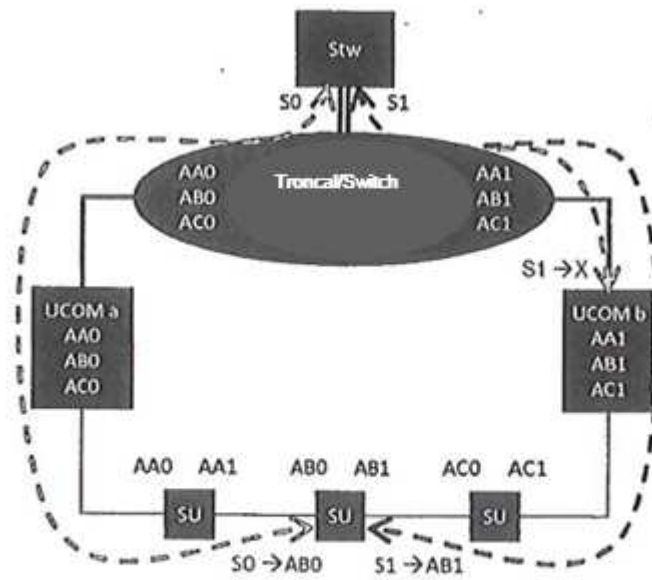 Stw
S0 S1
Troncal/Switch
AA0 AA1
AB0 AB1
AC0 AC1
S1→X
UCOM a UCOM b
AA0 AA1
AB0 AB1
AC0 AC1
AA0 AA1 AB0 AB1 AC0 AC1
SU SU SU
S0→AB0 S1→AB1